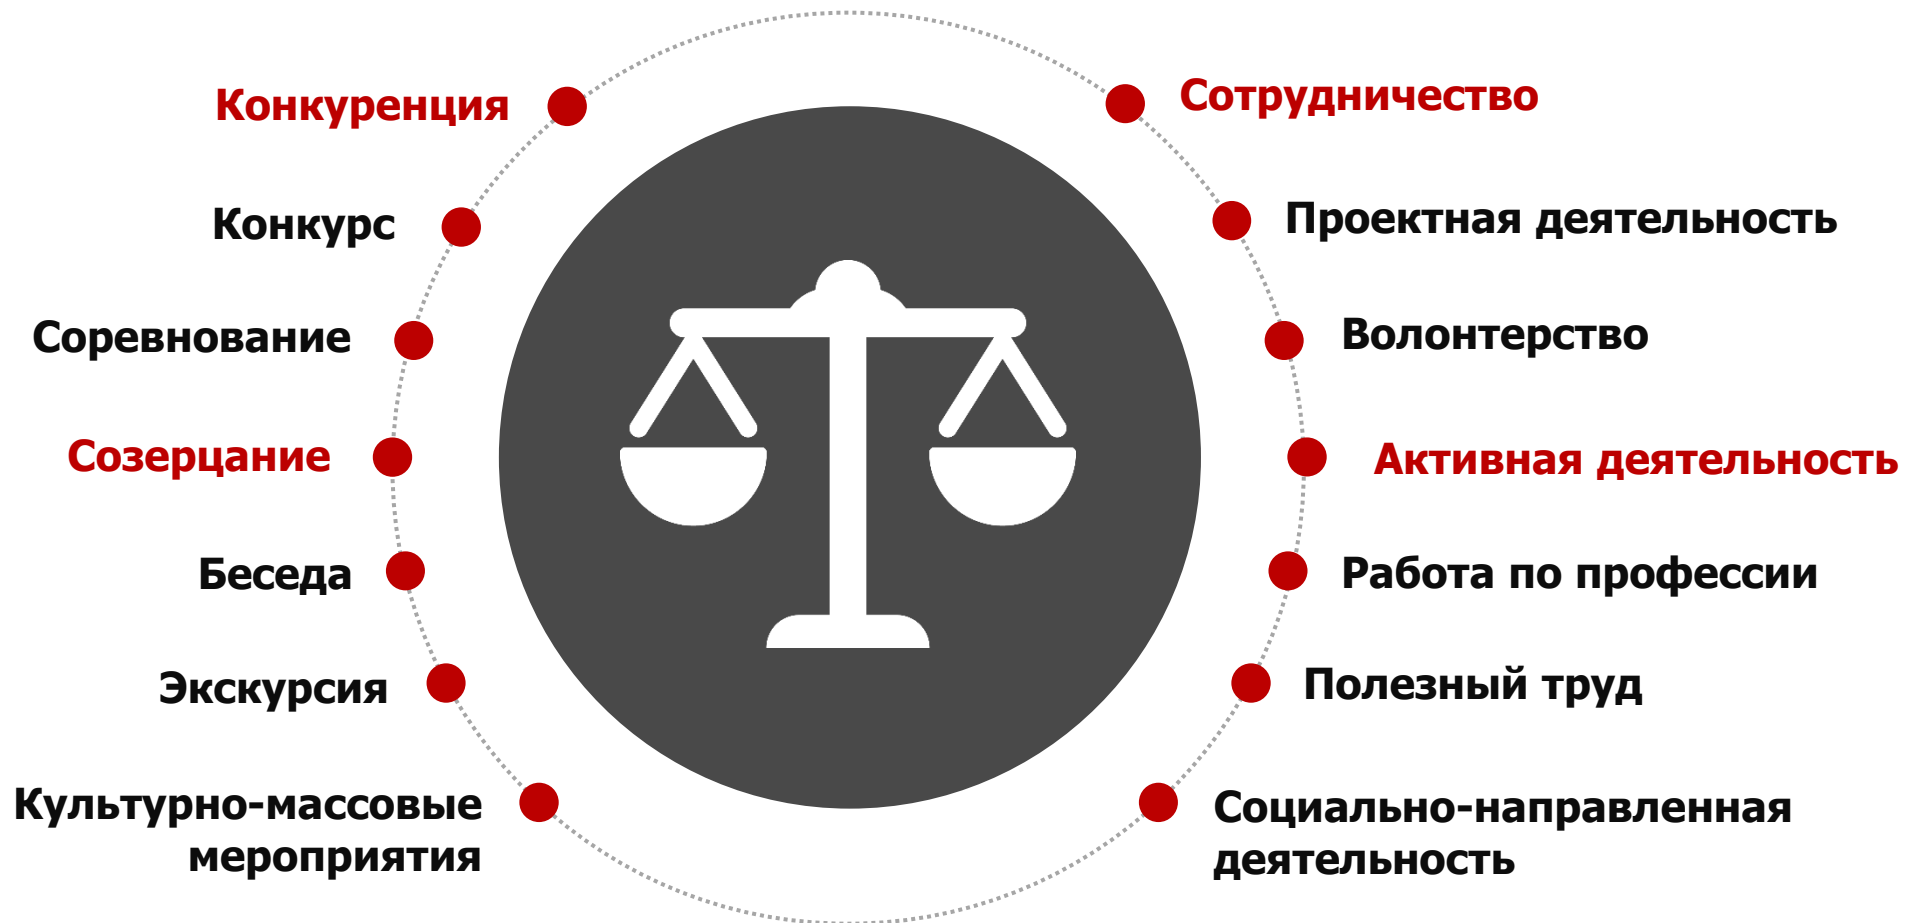 Конкуренция
Конкурс
Соревнование
Созерцание
Беседа
Экскурсия
Культурно-массовые
мероприятия
Сотрудничество
Проектная деятельность
Волонтерство
Активная деятельность
Работа по профессии
Полезный труд
Социально-направленная
деятельность